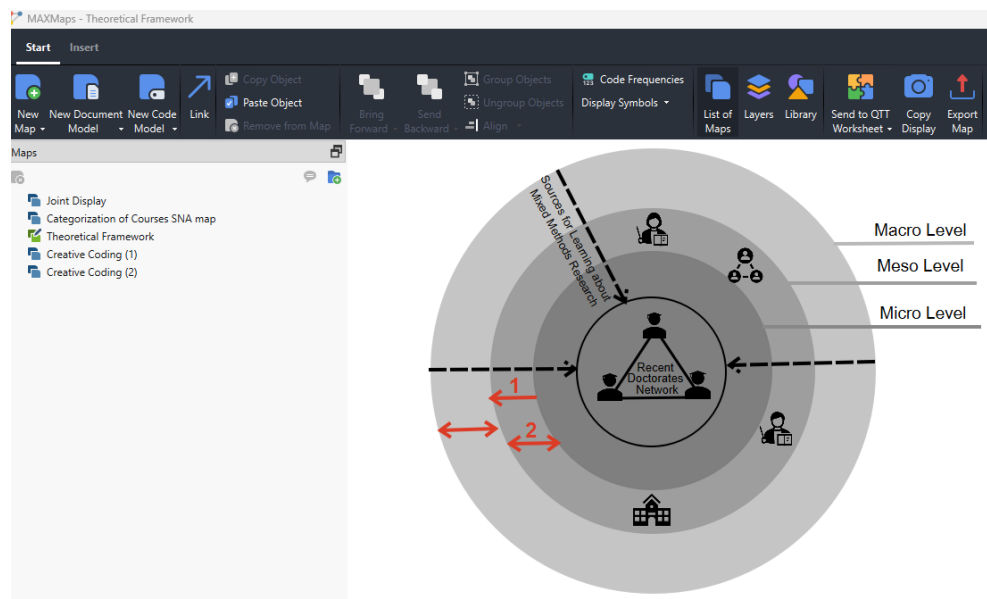 MAXMaps - Theoretical Framework
Start Insert
New Map
New Document Model
New Code Model
Link
Copy Object
Paste Object
Remove from Map
Bring Forward
Send Backward
Group Objects
Ungroup Objects
Align
123 Code Frequencies
Display Symbols
List of Maps
Layers
Library
Send to QTT Worksheet
Copy Display
Export Map
Maps
Joint Display
Categorization of Courses SNA map
Theoretical Framework
Creative Coding (1)
Creative Coding (2)
Sources for Learning about
Mixed Methods Research
Macro Level
Meso Level
Micro Level
Recent
Doctorates
Network
1
2